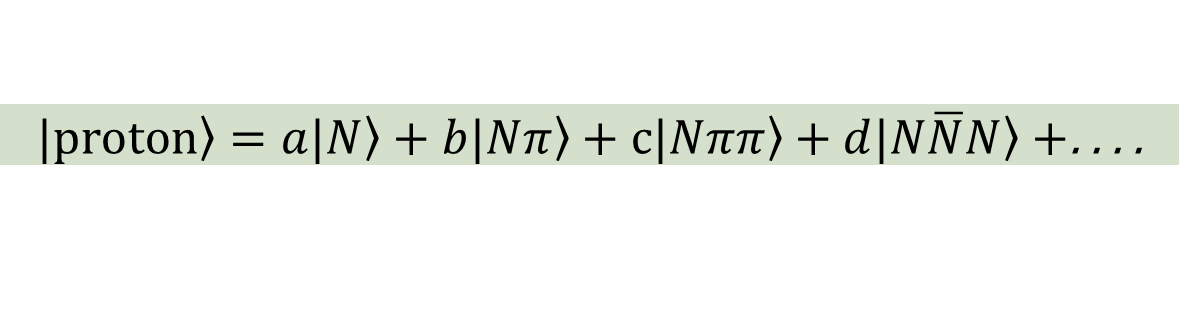 |proton⟩ = a|N⟩ + b|Nπ⟩ + c|Nππ⟩ + d|NN̅N⟩ +....